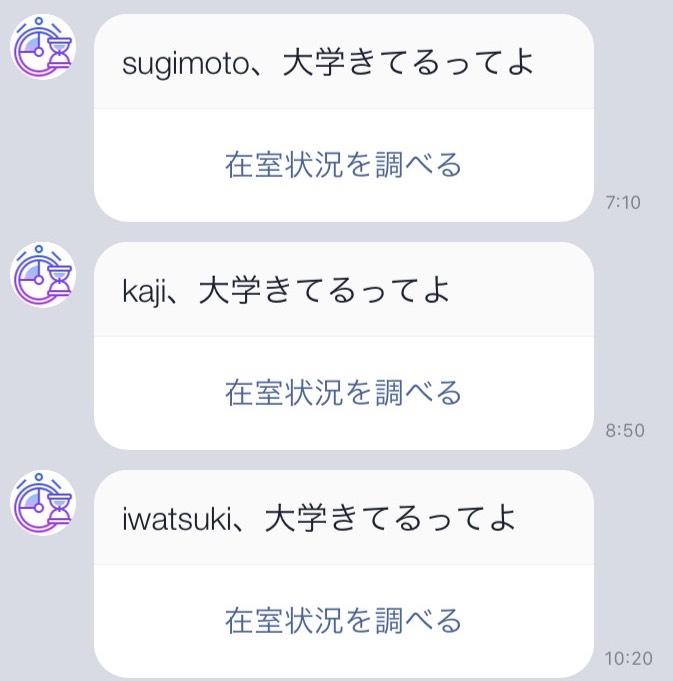 sugimoto、大学きてるってよ
在室状況を調べる
7:10
kaji、大学きてるってよ
在室状況を調べる
8:50
iwatsuki、大学きてるってよ
在室状況を調べる
10:20